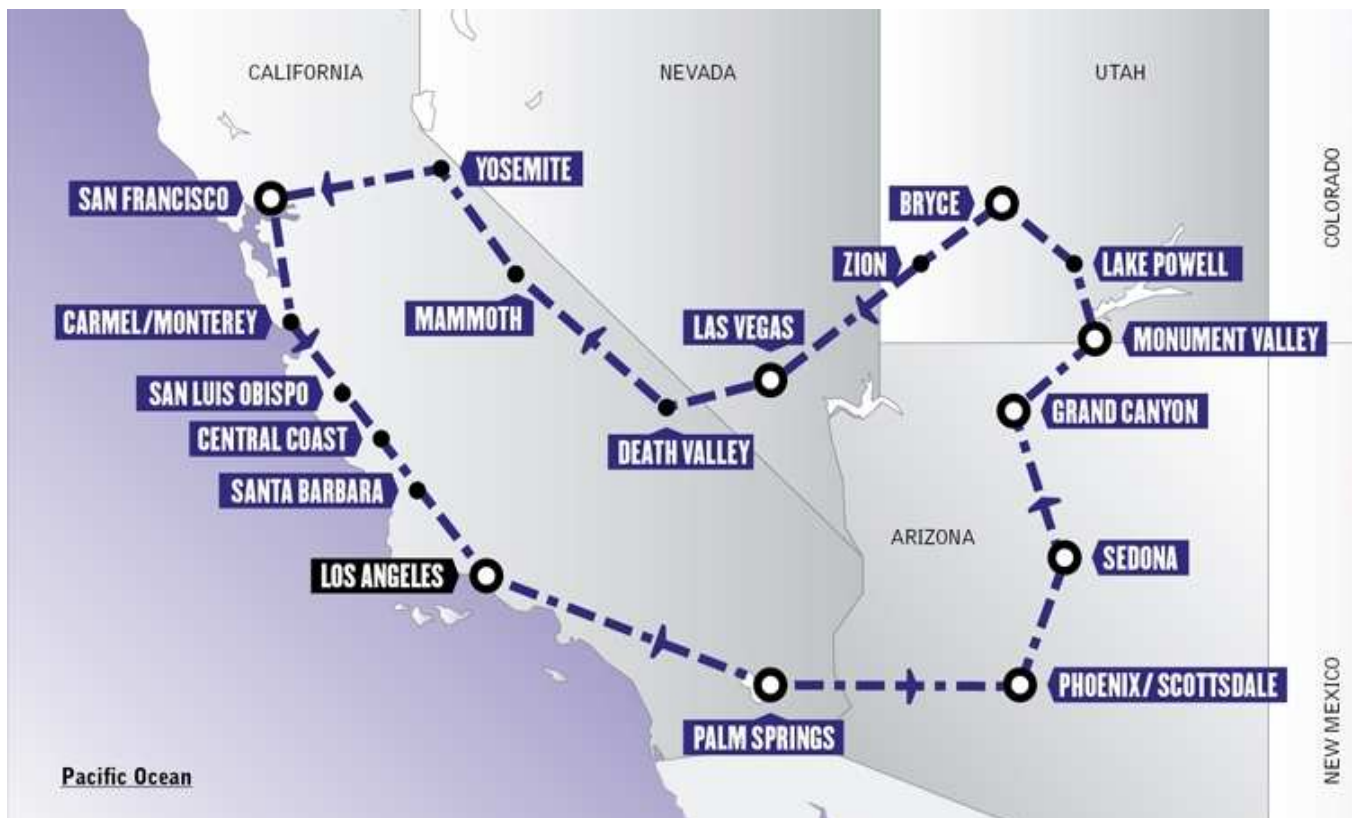 CALIFORNIA
NEVADA
UTAH
COLORADO
YOSEMITE
SAN FRANCISCO
BRYCE
ZION
LAKE POWELL
MAMMOTH
CARMEL/MONTEREY
LAS VEGAS
MONUMENT VALLEY
SAN LUIS OBISPO
GRAND CANYON
CENTRAL COAST
DEATH VALLEY
SANTA BARBARA
ARIZONA
SEDONA
LOS ANGELES
PHOENIX/ SCOTTSDALE
PALM SPRINGS
NEW MEXICO
Pacific Ocean